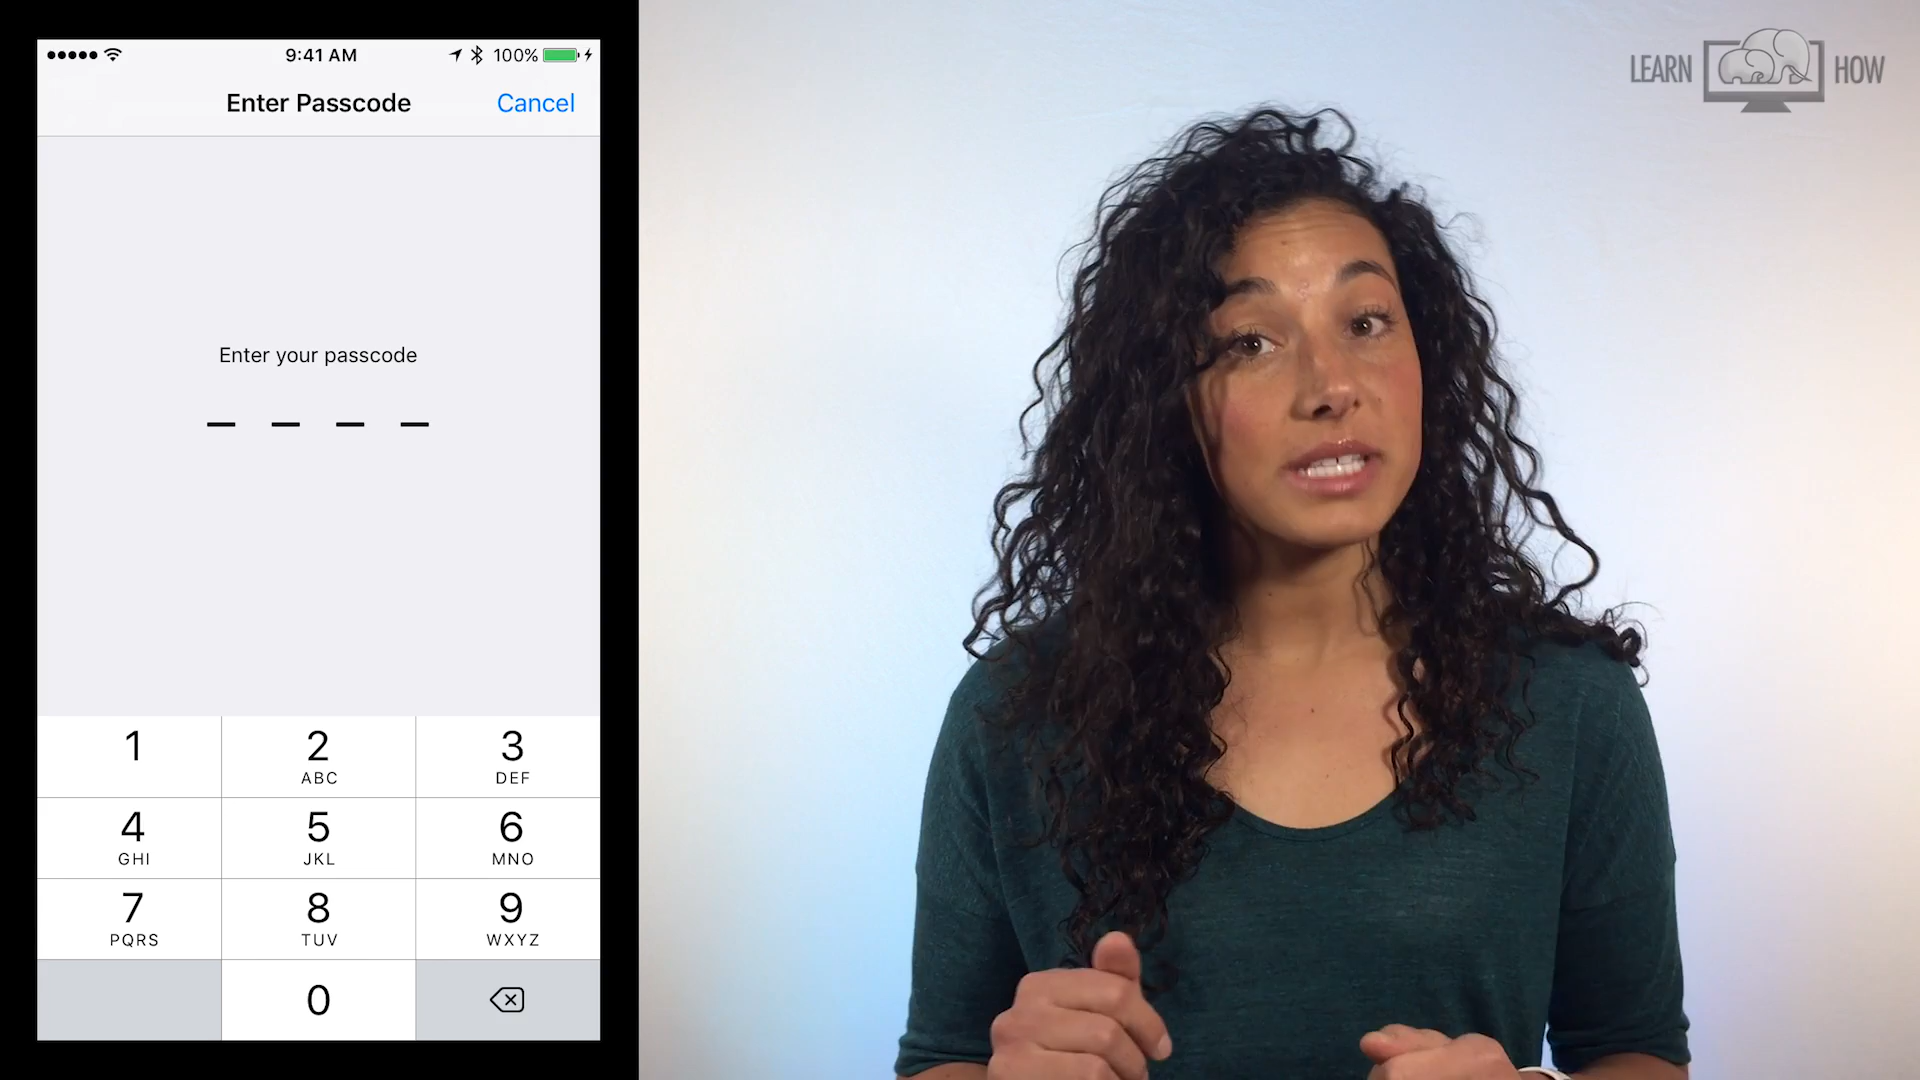 9:41 AM
100%
Enter Passcode
Cancel
Enter your passcode
1
2
ABC
3
DEF
4
GHI
5
JKL
6
MNO
7
PQRS
8
TUV
9
WXYZ
0
LEARN HOW